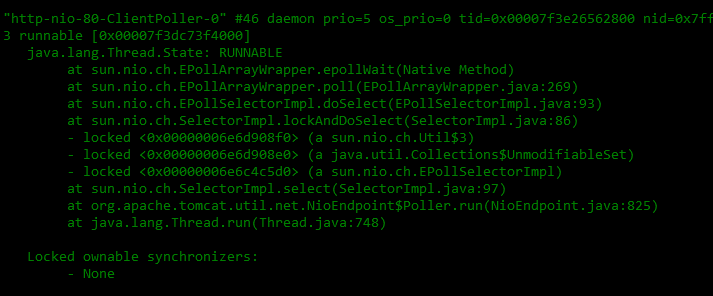 "http-nio-80-ClientPoller-0" #46 daemon prio=5 os_prio=0 tid=0x00007f3e26562800 nid=0x7ff
3 runnable [0x00007f3dc73f4000]
   java.lang.Thread.State: RUNNABLE
        at sun.nio.ch.EPollArrayWrapper.epollWait(Native Method)
        at sun.nio.ch.EPollArrayWrapper.poll(EPollArrayWrapper.java:269)
        at sun.nio.ch.EPollSelectorImpl.doSelect(EPollSelectorImpl.java:93)
        at sun.nio.ch.SelectorImpl.lockAndDoSelect(SelectorImpl.java:86)
        - locked <0x00000006e6d908f0> (a sun.nio.ch.Util$3)
        - locked <0x00000006e6d908e0> (a java.util.Collections$UnmodifiableSet)
        - locked <0x00000006e6c4c5d0> (a sun.nio.ch.EPollSelectorImpl)
        at sun.nio.ch.SelectorImpl.select(SelectorImpl.java:97)
        at org.apache.tomcat.util.net.NioEndpoint$Poller.run(NioEndpoint.java:825)
        at java.lang.Thread.run(Thread.java:748)

   Locked ownable synchronizers:
        - None